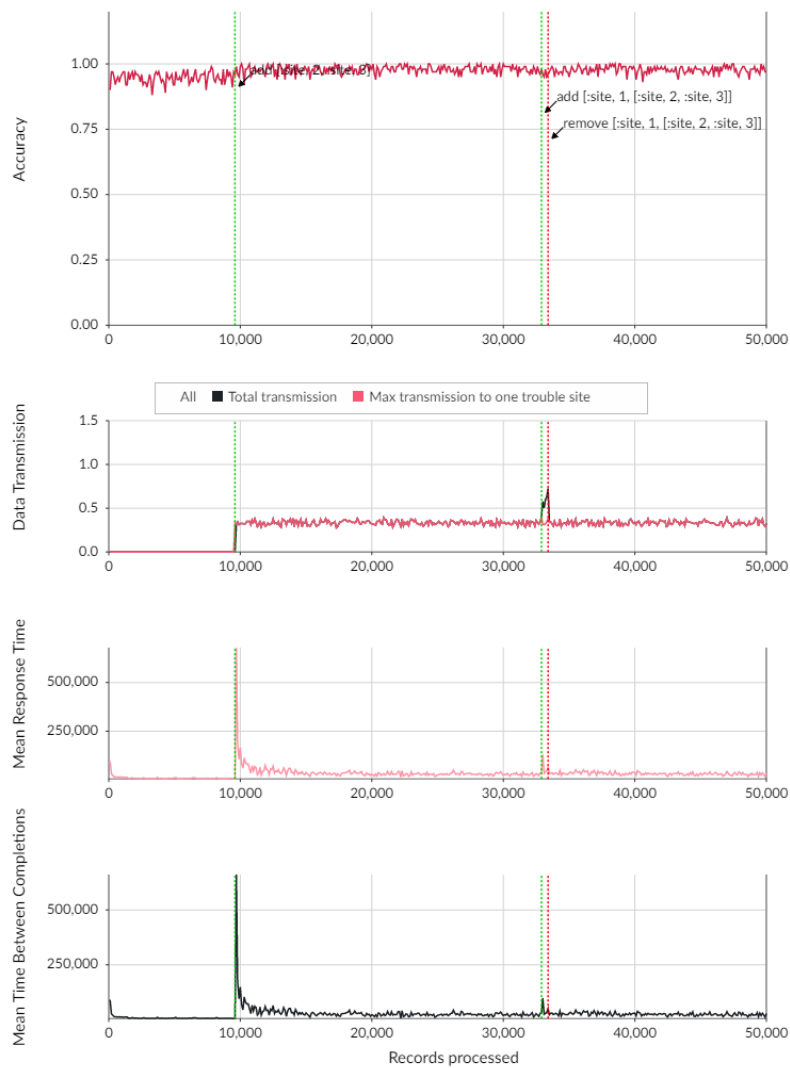 Accuracy
1.00
0.75
0.50
0.25
0.00
add [:site, 2, :site, 3]
add [:site, 1, [:site, 2, :site, 3]]
remove [:site, 1, [:site, 2, :site, 3]]
0 10,000 20,000 30,000 40,000 50,000
All Total transmission Max transmission to one trouble site
Data Transmission
1.5
1.0
0.5
0.0
0 10,000 20,000 30,000 40,000 50,000
Mean Response Time
500,000
250,000
0 10,000 20,000 30,000 40,000 50,000
Mean Time Between Completions
500,000
250,000
0 10,000 20,000 30,000 40,000 50,000
Records processed